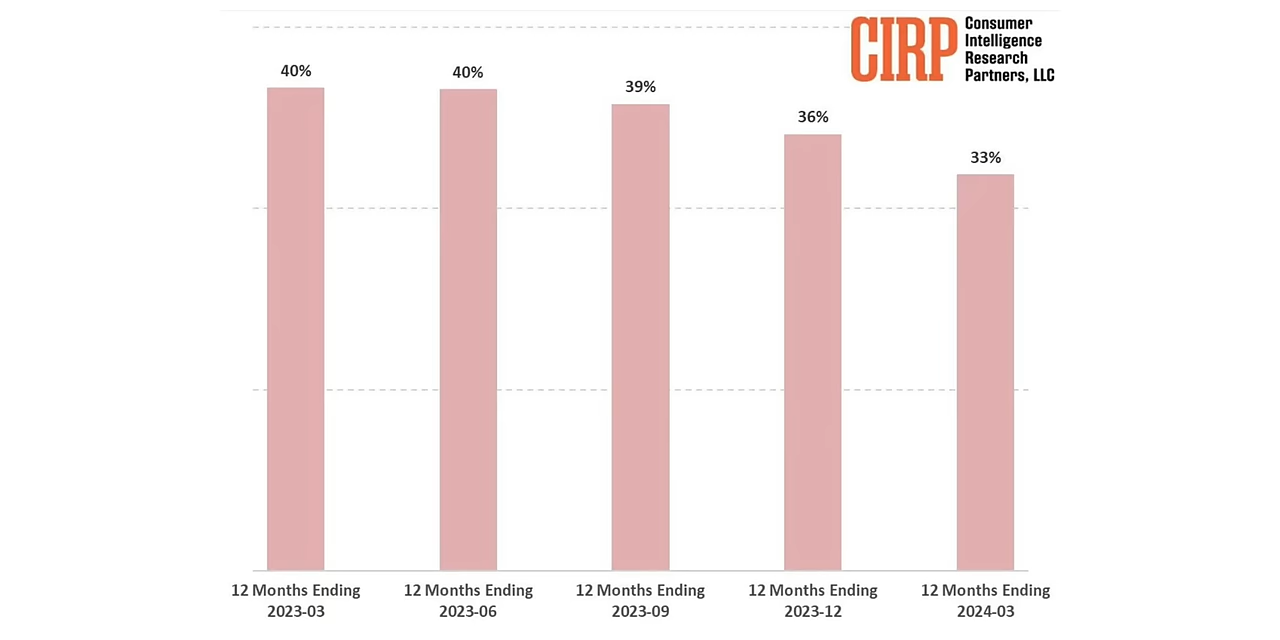 CIRP
Consumer
Intelligence
Research
Partners, LLC
40%
40%
39%
36%
33%
12 Months Ending
2023-03
12 Months Ending
2023-06
12 Months Ending
2023-09
12 Months Ending
2023-12
12 Months Ending
2024-03